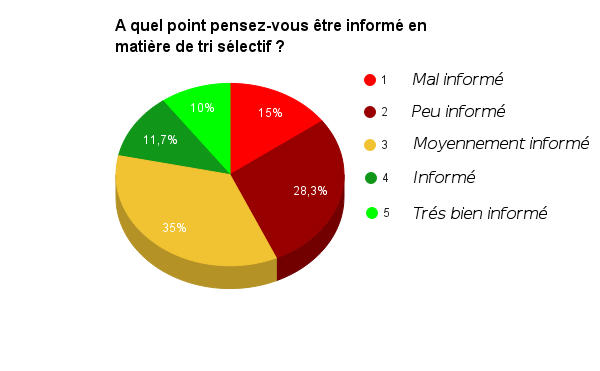 A quel point pensez-vous être informé en
matière de tri sélectif ?
1 Mal informé
2 Peu informé
3 Moyennement informé
4 Informé
5 Trés bien informé
10%
15%
11,7%
28,3%
35%